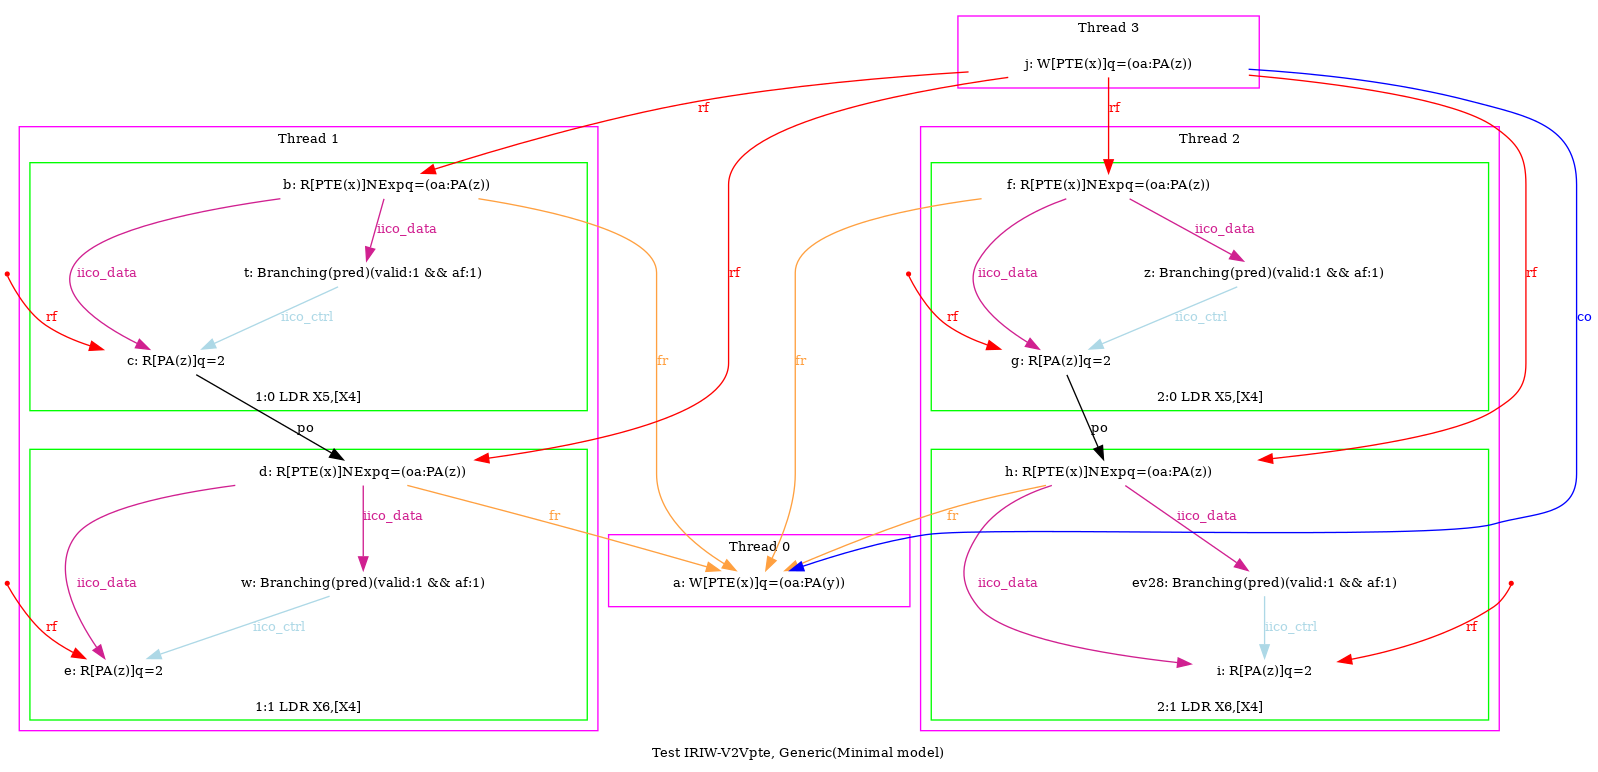 Thread 3
j: W[PTE(x)]q=(oa:PA(z))
rf
rf
rf
rf
co
Thread 1
b: R[PTE(x)]NExpq=(oa:PA(z))
iico_data
iico_data
t: Branching(pred)(valid:1 && af:1)
rf
iico_ctrl
c: R[PA(z)]q=2
fr
1:0 LDR X5,[X4]
po
d: R[PTE(x)]NExpq=(oa:PA(z))
iico_data
fr
iico_data
w: Branching(pred)(valid:1 && af:1)
rf
iico_ctrl
e: R[PA(z)]q=2
1:1 LDR X6,[X4]
Thread 0
a: W[PTE(x)]q=(oa:PA(y))
Thread 2
f: R[PTE(x)]NExpq=(oa:PA(z))
iico_data
iico_data
z: Branching(pred)(valid:1 && af:1)
rf
iico_ctrl
fr
g: R[PA(z)]q=2
2:0 LDR X5,[X4]
po
h: R[PTE(x)]NExpq=(oa:PA(z))
fr
iico_data
iico_data
ev28: Branching(pred)(valid:1 && af:1)
iico_ctrl
rf
i: R[PA(z)]q=2
2:1 LDR X6,[X4]
Test IRIW-V2Vpte, Generic(Minimal model)